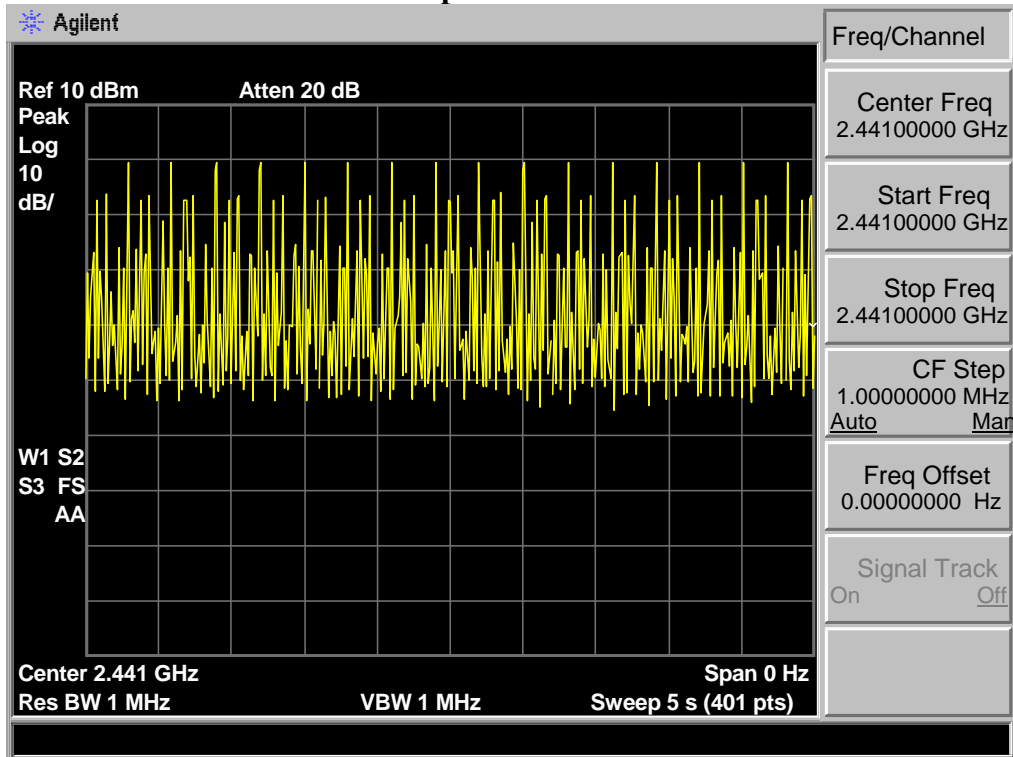 Agilent
Freq/Channel
Ref 10 dBm Atten 20 dB
Peak
Log
10
dB/
W1 S2
S3 FS
AA
Center 2.441 GHz Span 0 Hz
Res BW 1 MHz VBW 1 MHz Sweep 5 s (401 pts)
Center Freq
2.44100000 GHz
Start Freq
2.44100000 GHz
Stop Freq
2.44100000 GHz
CF Step
1.00000000 MHz
Auto Man
Freq Offset
0.00000000 Hz
Signal Track
On Off